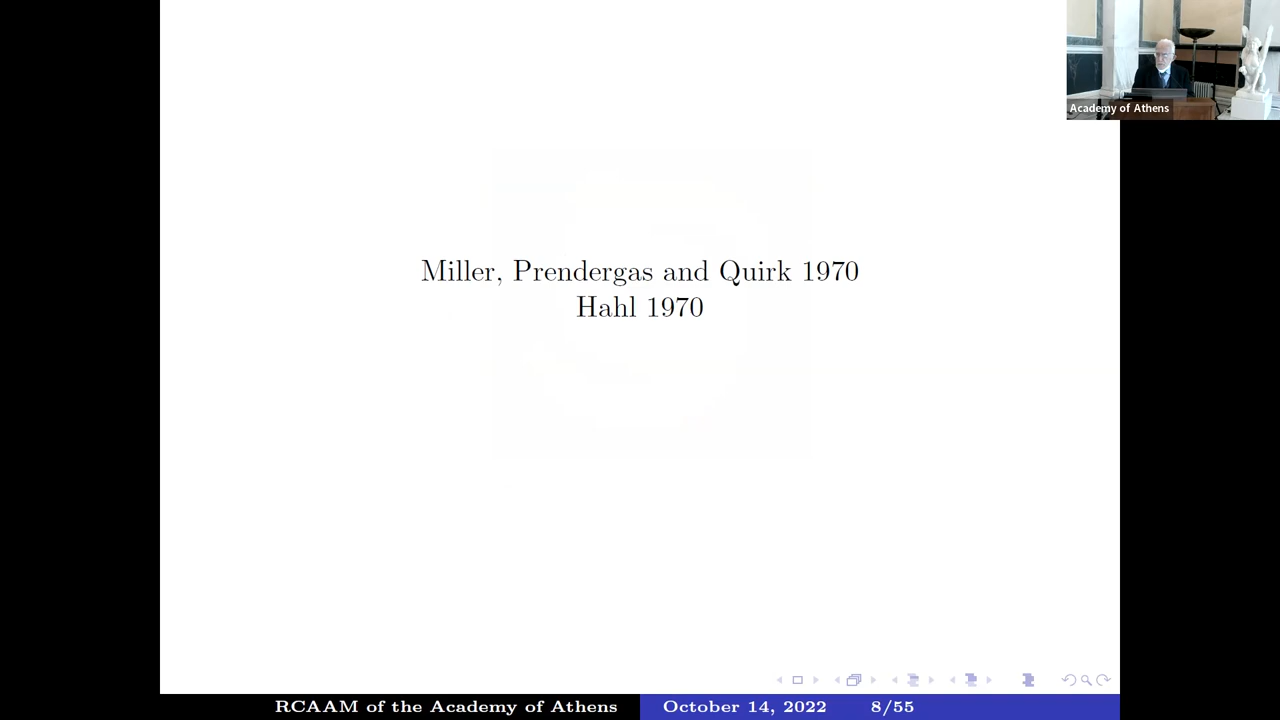 Academy of Athens
Miller, Prendergas and Quirk 1970
Hahl 1970
RCAAM of the Academy of Athens
October 14, 2022
8/55